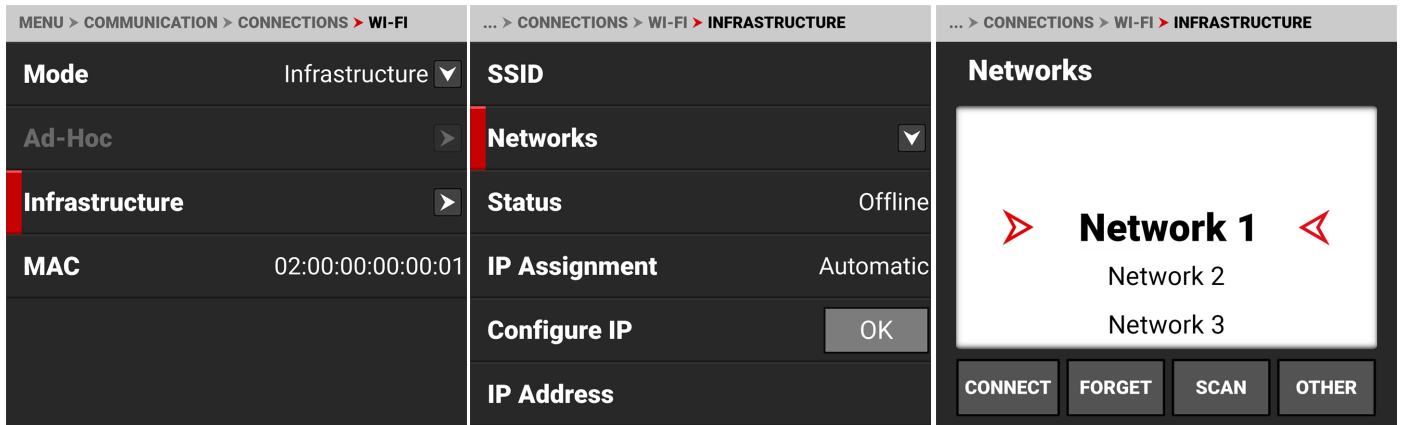 MENU > COMMUNICATION > CONNECTIONS > WI-FI
Mode Infrastructure
Ad-Hoc
Infrastructure
MAC 02:00:00:00:00:01
... > CONNECTIONS > WI-FI > INFRASTRUCTURE
SSID
Networks
Status Offline
IP Assignment Automatic
Configure IP OK
IP Address
... > CONNECTIONS > WI-FI > INFRASTRUCTURE
Networks
Network 1
Network 2
Network 3
CONNECT FORGET SCAN OTHER